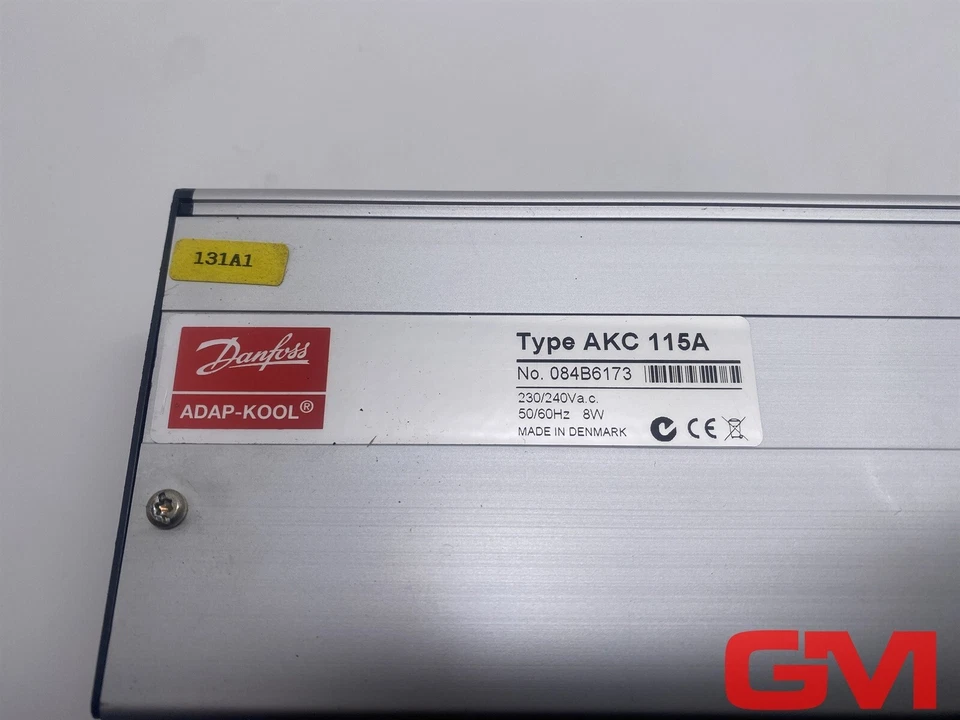 131A1
Danfoss
ADAP-KOOL®
Type AKC 115A
No. 084B6173
230/240Va.c.
50/60Hz 8W
MADE IN DENMARK
CE
GM